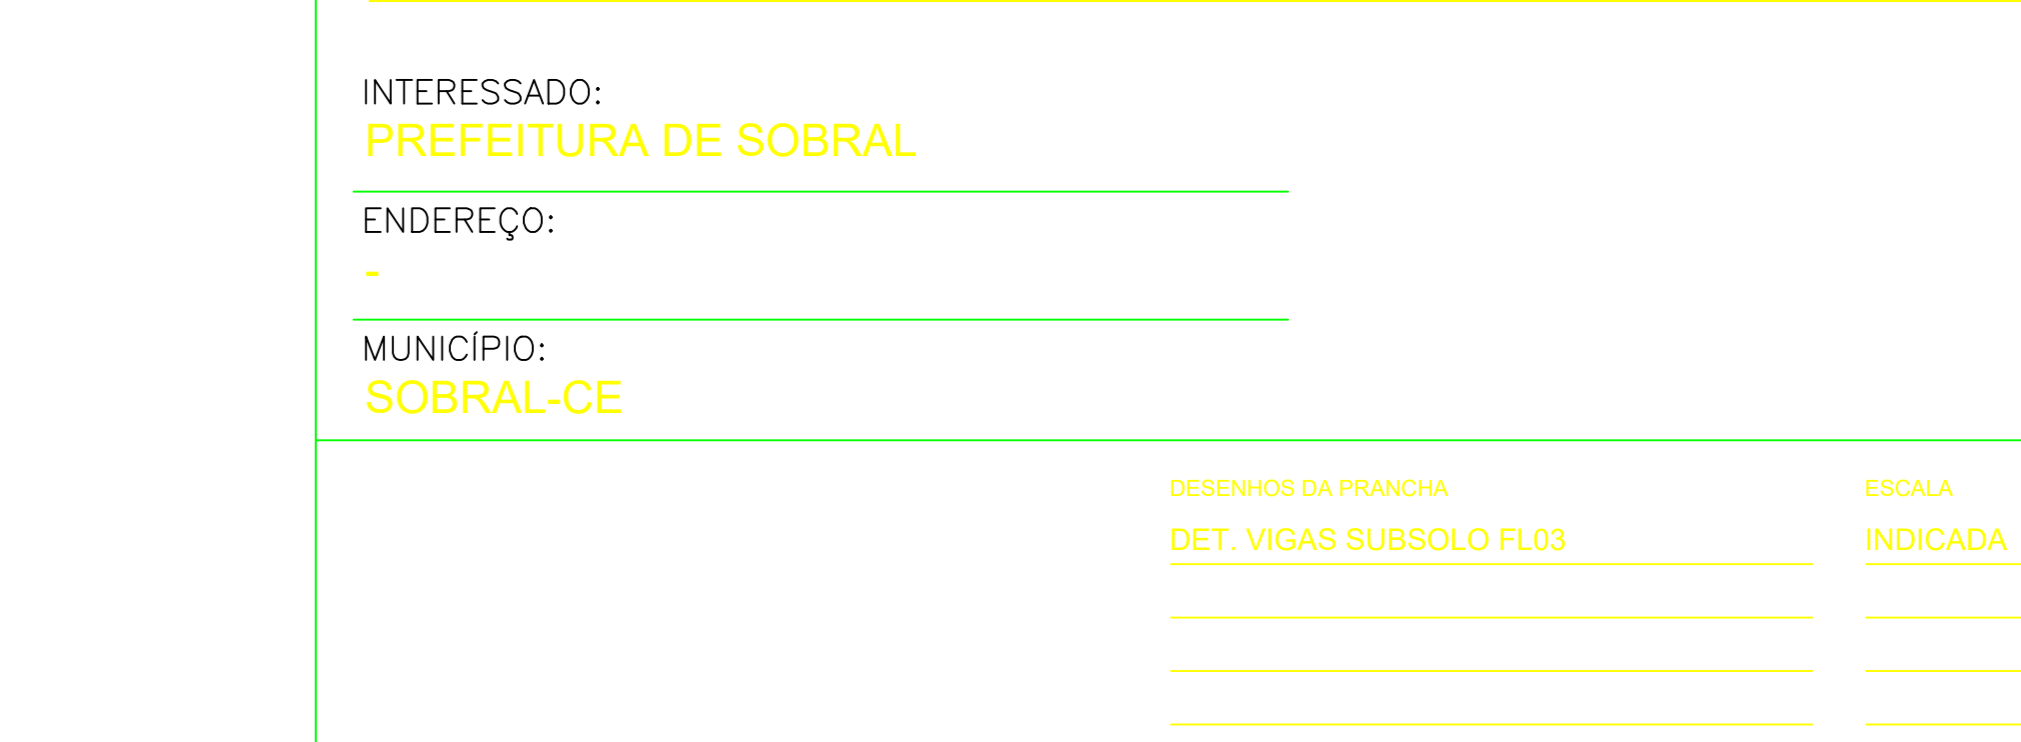 INTERESSADO:
PREFEITURA DE SOBRAL
ENDEREÇO:
-
MUNICÍPIO:
SOBRAL-CE
DESENHOS DA PRANCHA
ESCALA
DET. VIGAS SUBSOLO FL03
INDICADA